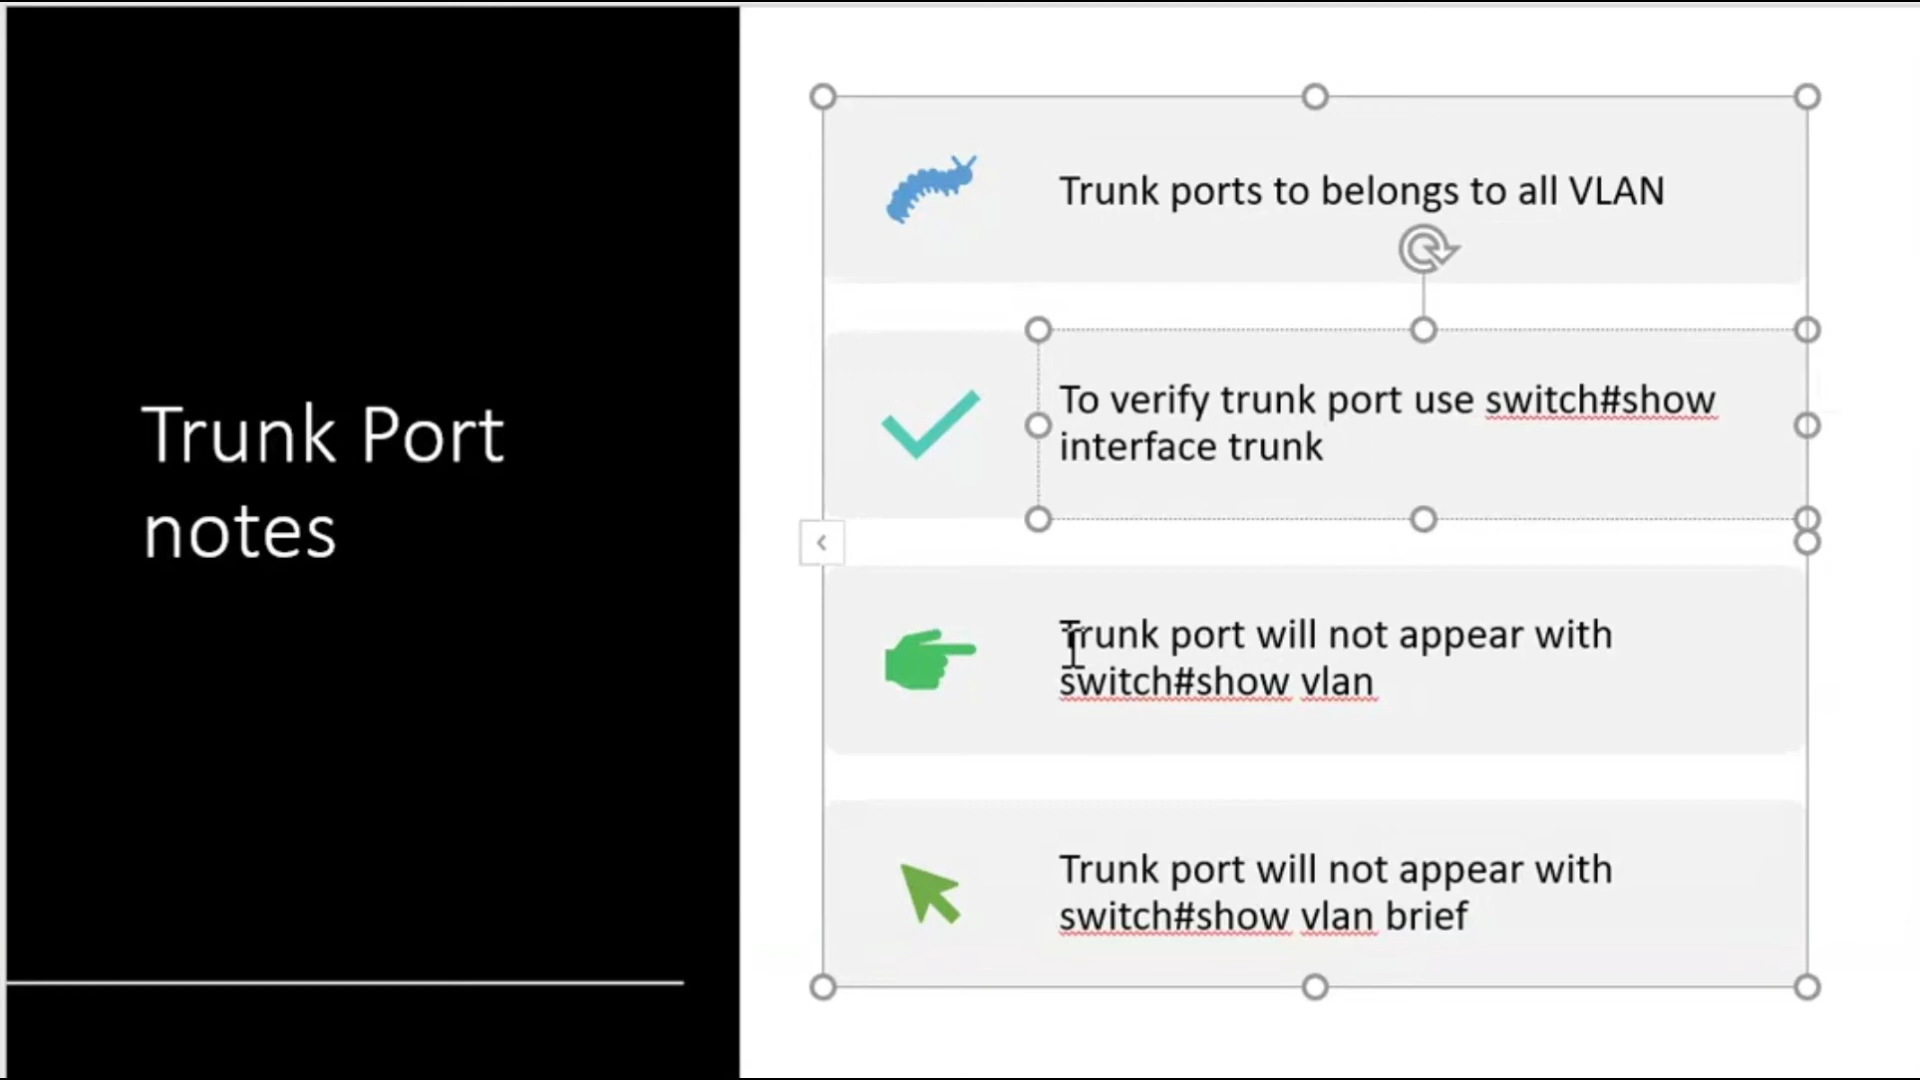 Trunk Port
notes
Trunk ports to belongs to all VLAN
To verify trunk port use switch#show
interface trunk
Trunk port will not appear with
switch#show vlan
Trunk port will not appear with
switch#show vlan brief